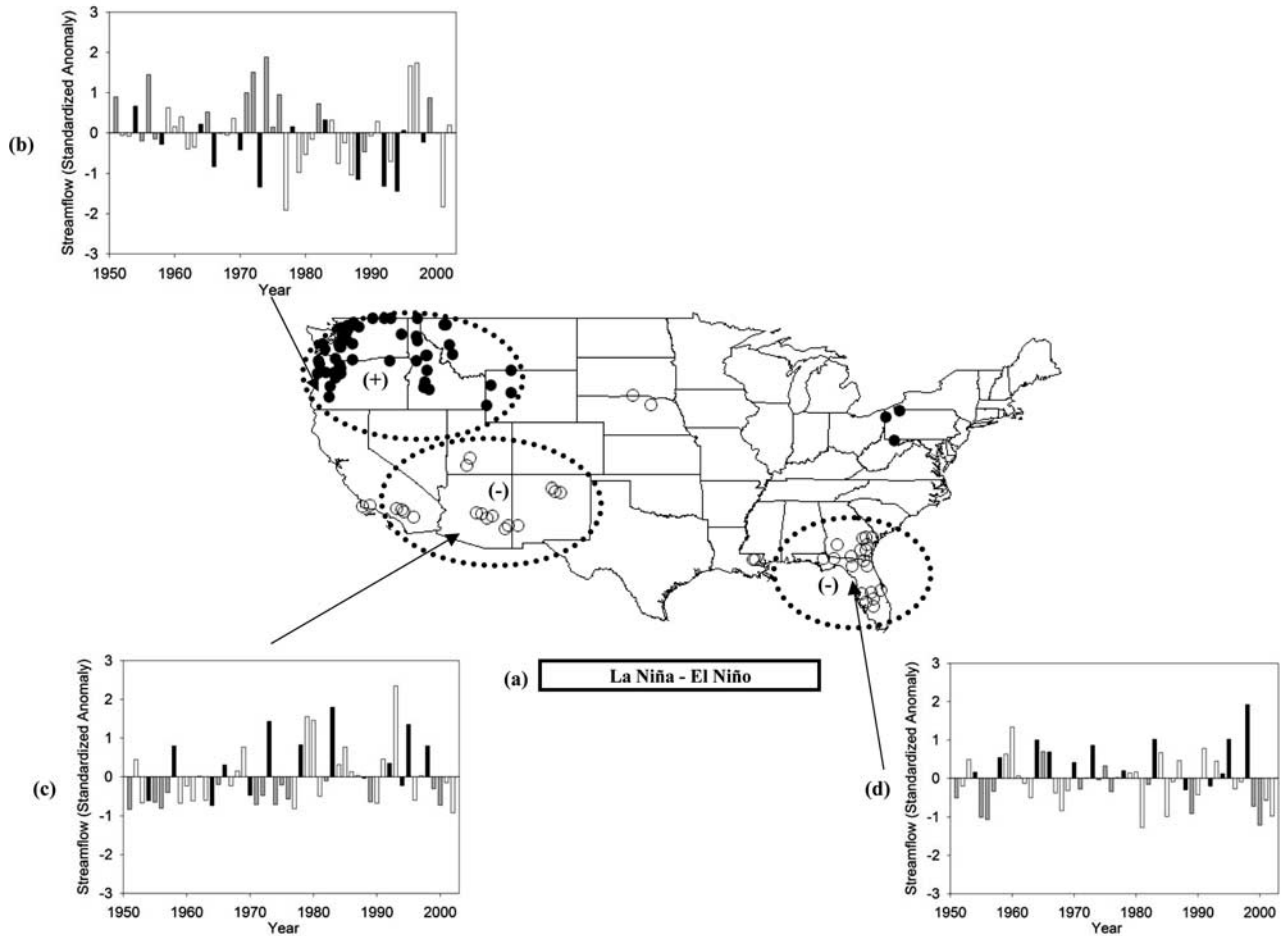 3
2
1
0
-1
-2
-3
Streamflow (Standardized Anomaly)
(b)
1950 1960 1970 1980 1990 2000
Year
(+)
(-)
(-)
(a) La Niña - El Niño
3
2
1
0
-1
-2
-3
Streamflow (Standardized Anomaly)
(c)
1950 1960 1970 1980 1990 2000
Year
3
2
1
0
-1
-2
-3
Streamflow (Standardized Anomaly)
(d)
1950 1960 1970 1980 1990 2000
Year